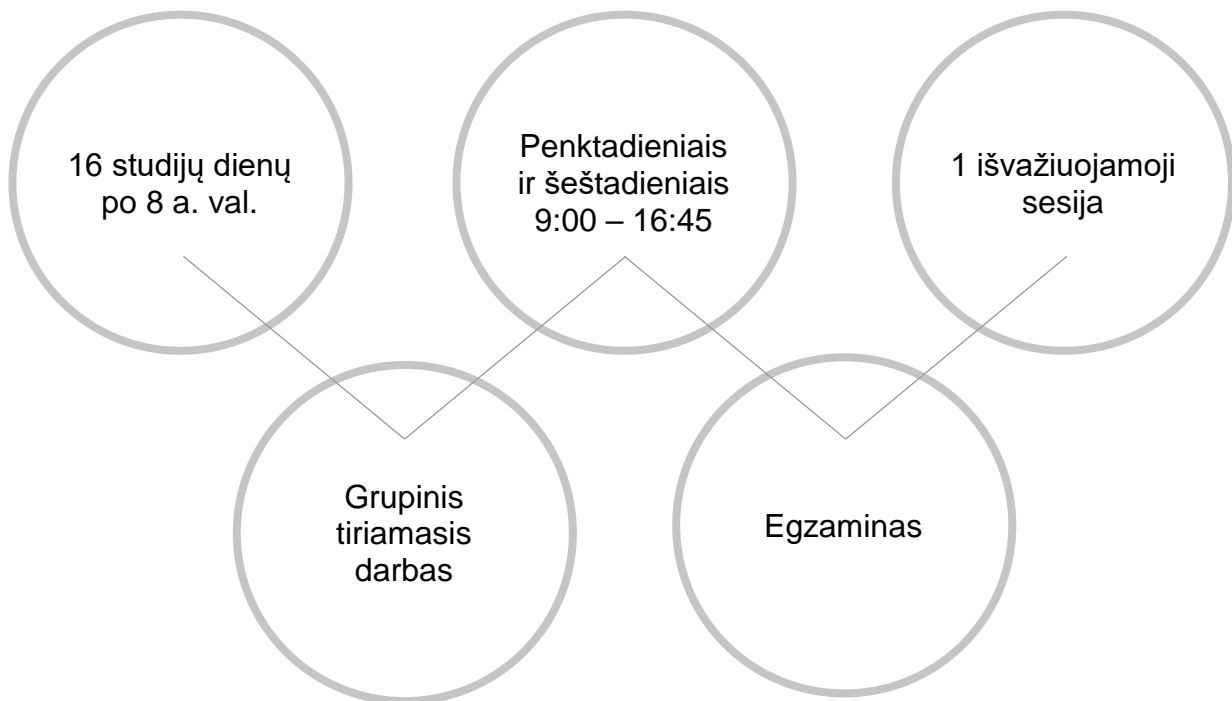 16 studijų dienų
po 8 a. val.
Penktadieniais
ir šeštadieniais
9:00 – 16:45
1 išvažiuojamoji
sesija
Grupinis
tiriamasis
darbas
Egzaminas